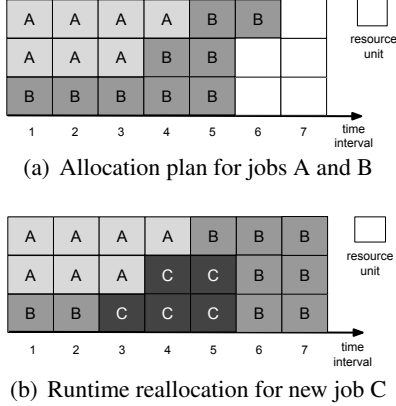 A A A A B B
A A A B B
B B B B B
resource unit
1 2 3 4 5 6 7
time interval
(a) Allocation plan for jobs A and B
A A A A B B B
A A A C C B B
B B C C C B B
resource unit
1 2 3 4 5 6 7
time interval
(b) Runtime reallocation for new job C